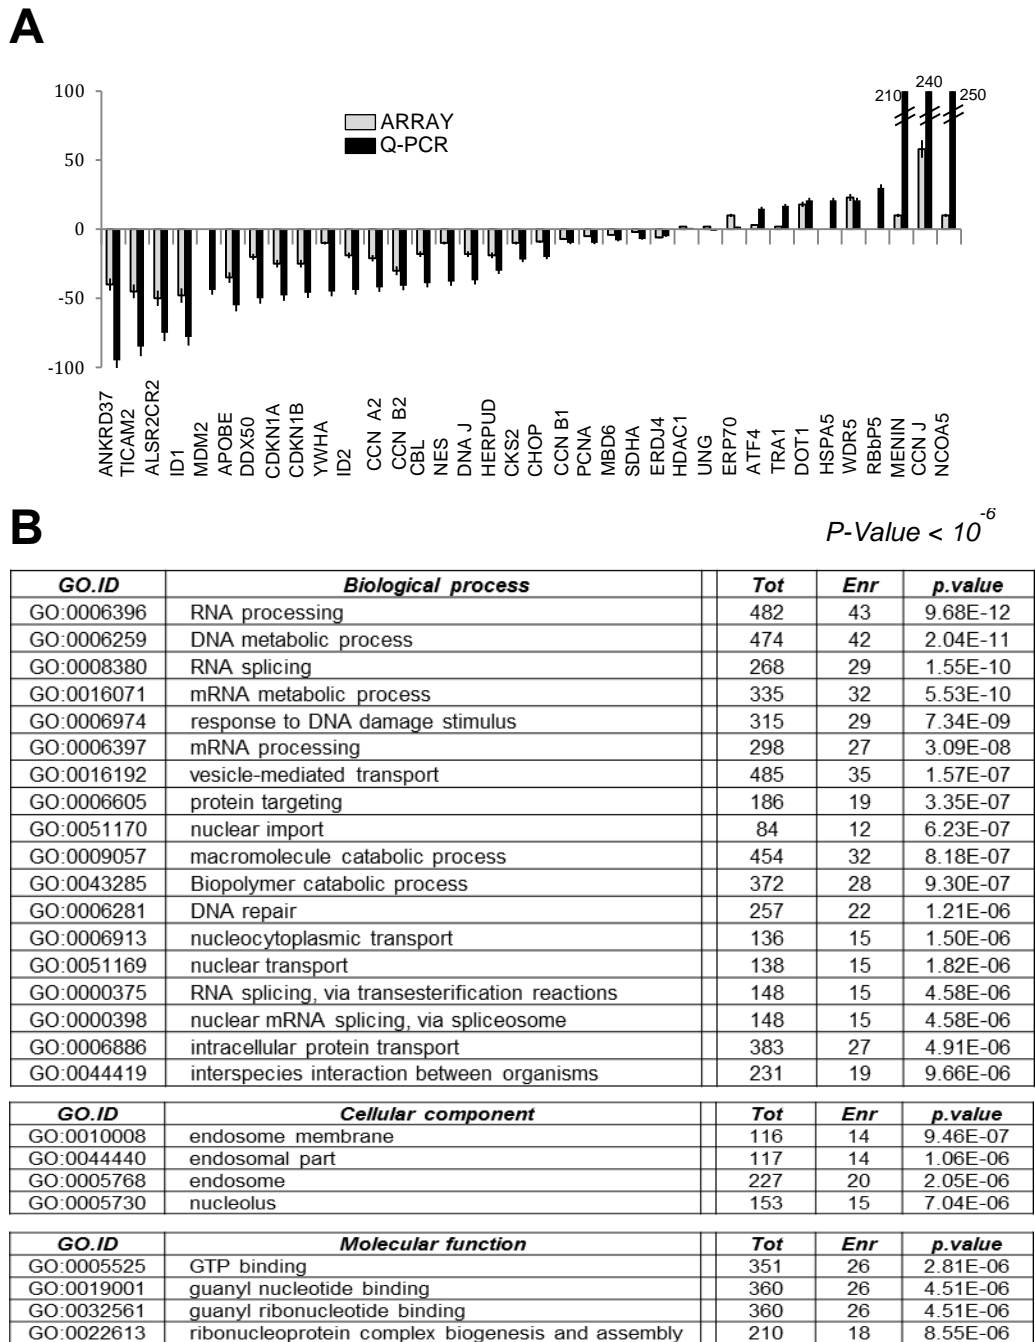 A
100
50
0
-50
-100
ARRAY
Q-PCR
210
240
250
ANKRD37
TICAM2
ALSR2CR2
ID1
MDM2
APOBE
DDX50
CDKN1A
CDKN1B
YWHA
ID2
CCN A2
CCN B2
CBL
NES
DNA J
HERPUD
CKS2
CHOP
CCN B1
PCNA
MBD6
SDHA
ERDJ4
HDAC1
UNG
ERP70
ATF4
TRA1
DOT1
HSPA5
WDR5
RBbP5
MENIN
CCN J
NCOA5
B
P-Value < 10-6
GO.ID Biological process Tot Enr p.value
GO:0006396 RNA processing 482 43 9.68E-12
GO:0006259 DNA metabolic process 474 42 2.04E-11
GO:0008380 RNA splicing 268 29 1.55E-10
GO:0016071 mRNA metabolic process 335 32 5.53E-10
GO:0006974 response to DNA damage stimulus 315 29 7.34E-09
GO:0006397 mRNA processing 298 27 3.09E-08
GO:0016192 vesicle-mediated transport 485 35 1.57E-07
GO:0006605 protein targeting 186 19 3.35E-07
GO:0051170 nuclear import 84 12 6.23E-07
GO:0009057 macromolecule catabolic process 454 32 8.18E-07
GO:0043285 Biopolymer catabolic process 372 28 9.30E-07
GO:0006281 DNA repair 257 22 1.21E-06
GO:0006913 nucleocytoplasmic transport 136 15 1.50E-06
GO:0051169 nuclear transport 138 15 1.82E-06
GO:0000375 RNA splicing, via transesterification reactions 148 15 4.58E-06
GO:0000398 nuclear mRNA splicing, via spliceosome 148 15 4.58E-06
GO:0006886 intracellular protein transport 383 27 4.91E-06
GO:0044419 interspecies interaction between organisms 231 19 9.66E-06
GO.ID Cellular component Tot Enr p.value
GO:0010008 endosome membrane 116 14 9.46E-07
GO:0044440 endosomal part 117 14 1.06E-06
GO:0005768 endosome 227 20 2.05E-06
GO:0005730 nucleolus 153 15 7.04E-06
GO.ID Molecular function Tot Enr p.value
GO:0005525 GTP binding 351 26 2.81E-06
GO:0019001 guanyl nucleotide binding 360 26 4.51E-06
GO:0032561 guanyl ribonucleotide binding 360 26 4.51E-06
GO:0022613 ribonucleoprotein complex biogenesis and assembly 210 18 8.55E-06